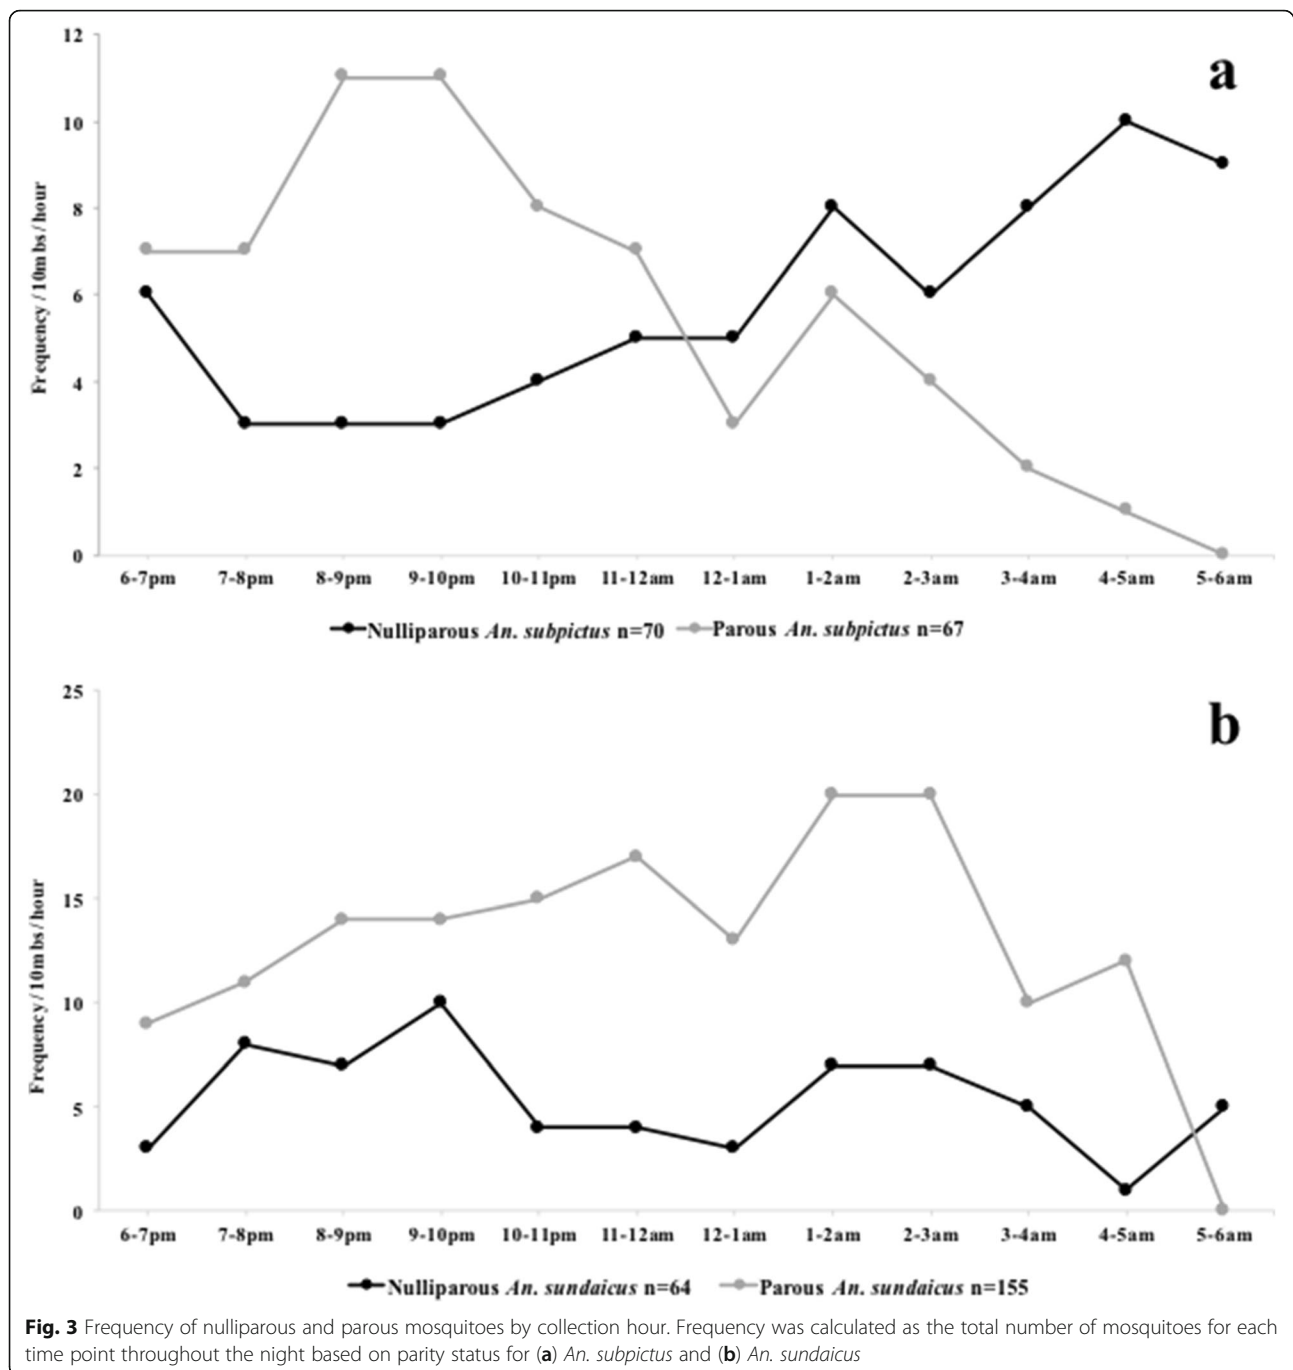 a
12
10
8
6
4
2
0
Frequency / 10mbs/hour
6-7pm 7-8pm 8-9pm 9-10pm 10-11pm 11-12am 12-1am 1-2am 2-3am 3-4am 4-5am 5-6am
Nulliparous An. subpictus n=70 Parous An. subpictus n=67
b
25
20
15
10
5
0
Frequency/10mbs/hour
6-7pm 7-8pm 8-9pm 9-10pm 10-11pm 11-12am 12-1am 1-2am 2-3am 3-4am 4-5am 5-6am
Nulliparous An. sundaicus n=64 Parous An. sundaicus n=155
Fig. 3 Frequency of nulliparous and parous mosquitoes by collection hour. Frequency was calculated as the total number of mosquitoes for each
time point throughout the night based on parity status for (a) An. subpictus and (b) An. sundaicus